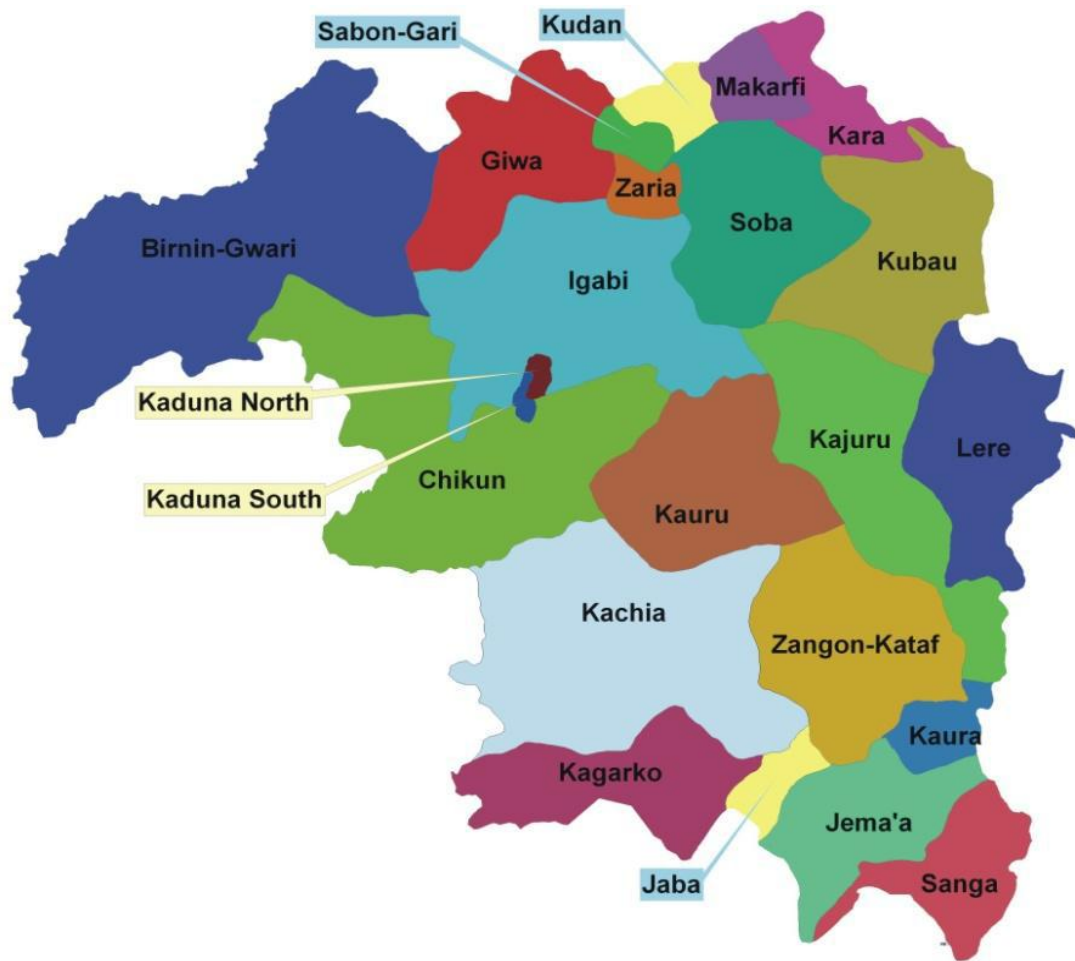 Kudan
Sabon-Gari
Makarfi
Kara
Giwa
Zaria
Soba
Birnin-Gwari
Kubau
Igabi
Kaduna North
Kajuru
Lere
Chikun
Kaduna South
Kauru
Kachia
Zangon-Kataf
Kaura
Kagarko
Jema'a
Jaba
Sanga